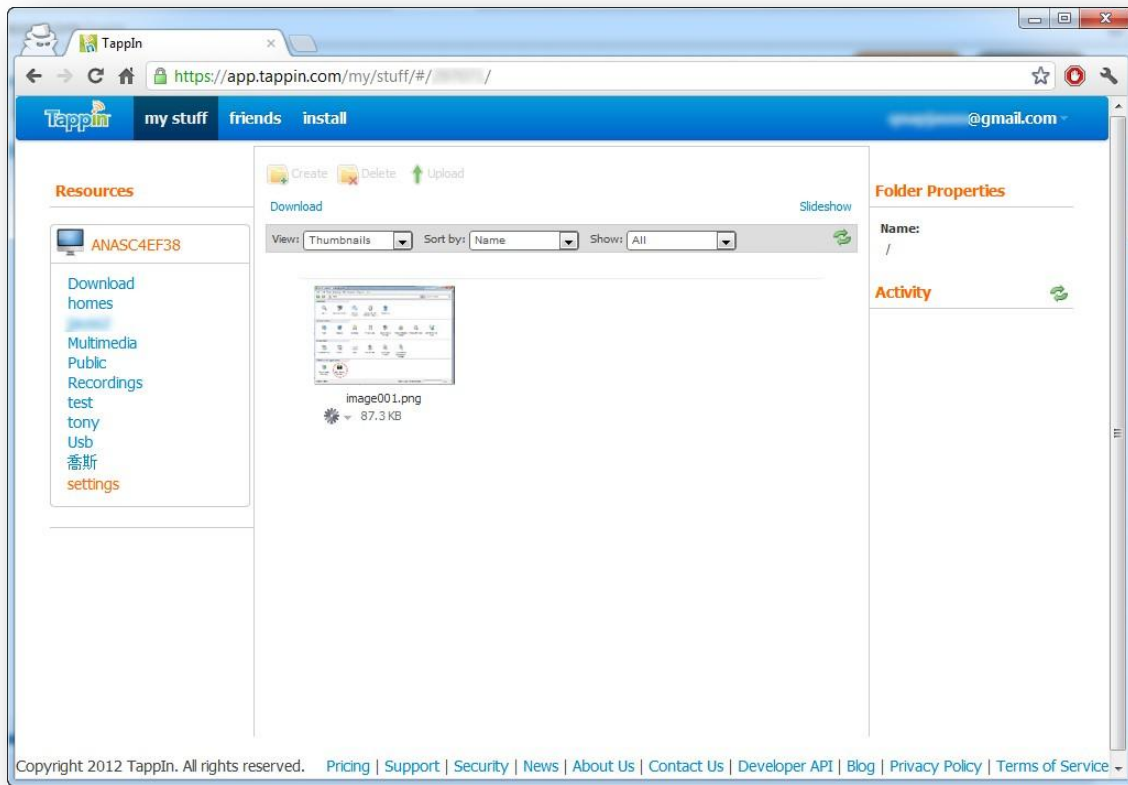 TappIn
https://app.tappin.com/my/stuff/#/ /
TappIn my stuff friends install @gmail.com
Resources
ANASC4EF38
Download
homes
Multimedia
Public
Recordings
test
tony
Usb
喬斯
settings
Create Delete Upload
Download Slideshow
View: Thumbnails Sort by: Name Show: All
image001.png
87.3 KB
Folder Properties
Name:
/
Activity
Copyright 2012 TappIn. All rights reserved. Pricing | Support | Security | News | About Us | Contact Us | Developer API | Blog | Privacy Policy | Terms of Service